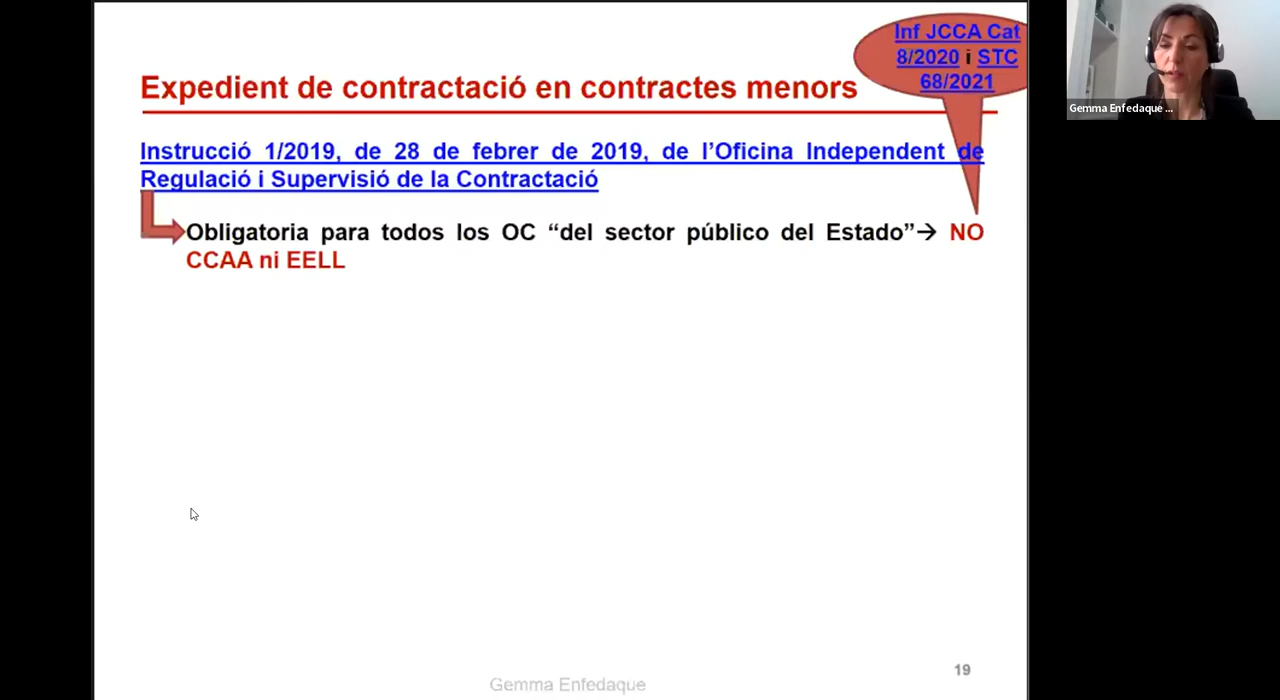 Inf JCCA Cat
8/2020 i STC
68/2021
Expedient de contractació en contractes menors
Instrucció 1/2019, de 28 de febrer de 2019, de l’Oficina Independent de
Regulació i Supervisió de la Contractació
Obligatoria para todos los OC “del sector público del Estado”→ NO
CCAA ni EELL
19
Gemma Enfedaque
Gemma Enfedaque ...